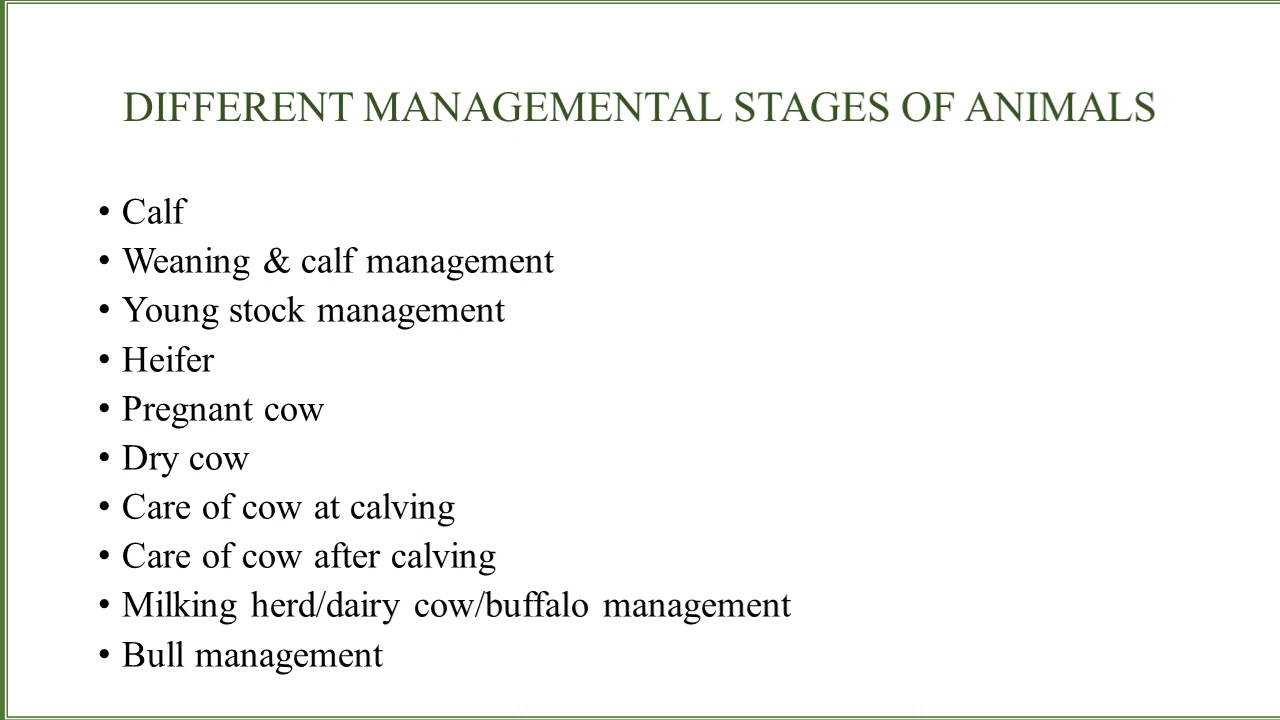 DIFFERENT MANAGEMENTAL STAGES OF ANIMALS
• Calf
• Weaning & calf management
• Young stock management
• Heifer
• Pregnant cow
• Dry cow
• Care of cow at calving
• Care of cow after calving
• Milking herd/dairy cow/buffalo management
• Bull management